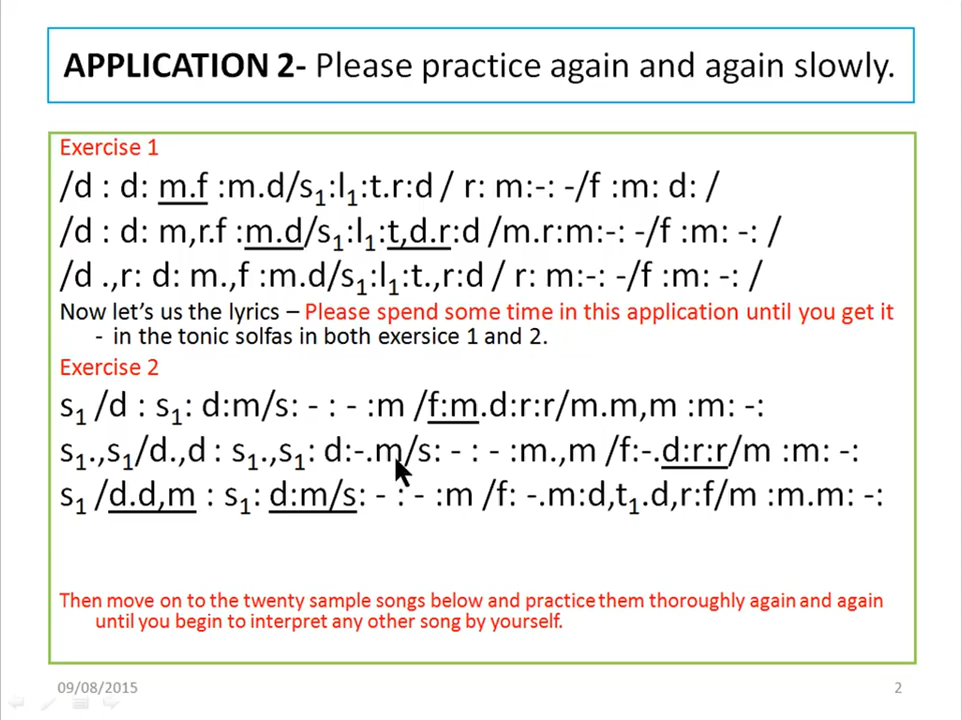 APPLICATION 2- Please practice again and again slowly.
Exercise 1
/d : d: m.f :m.d/s₁:l₁:t.r:d / r: m:-: -/f :m: d: /
/d : d: m,r.f :m.d/s₁:l₁:t,d.r:d /m.r:m:-: -/f :m: -: /
/d .,r: d: m.,f :m.d/s₁:l₁:t.,r:d / r: m:-: -/f :m: -: /
Now let’s us the lyrics – Please spend some time in this application until you get it
- in the tonic solfas in both exersice 1 and 2.
Exercise 2
s₁ /d : s₁: d:m/s: - : - :m /f:m.d:r:r/m.m,m :m: -:
s₁.,s₁/d.,d : s₁.,s₁: d:-.m/s: - : - :m.,m /f:-.d:r:r/m :m: -:
s₁ /d.d,m : s₁: d:m/s: - : - :m /f: -.m:d,t₁.d,r:f/m :m.m: -:
Then move on to the twenty sample songs below and practice them thoroughly again and again
until you begin to interpret any other song by yourself.
09/08/2015
2